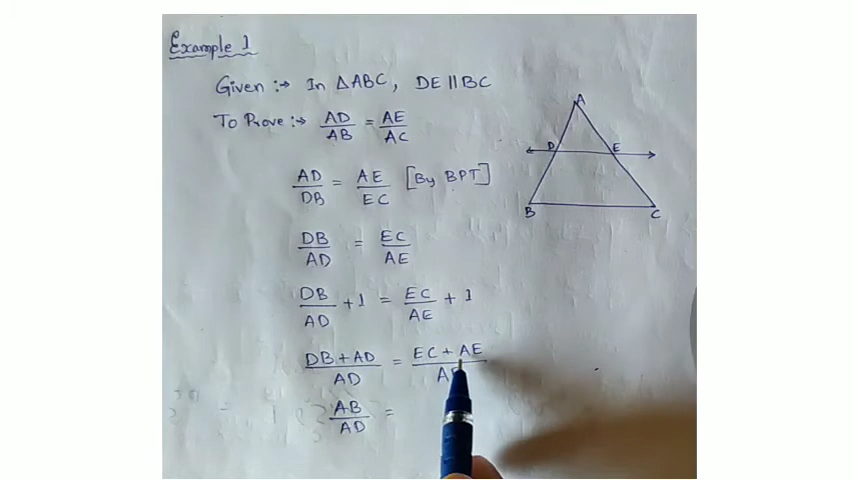 Example 1
Given :→ In △ABC, DE || BC
To Prove :→ AD/AB = AE/AC
AD/DB = AE/EC [By BPT]
DB/AD = EC/AE
DB/AD + 1 = EC/AE + 1
DB + AD/AD = EC + AE
AB/AD =
A
D E
B C